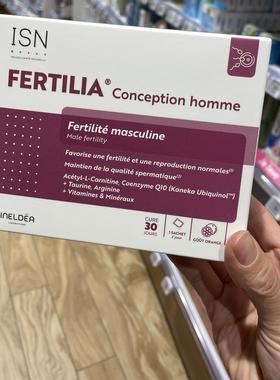 ISN
FERTILIA® Conception homme
Fertilité masculine
Male fertility
Favorise une fertilité et une reproduction normales⁽¹⁾
Maintien de la qualité spermatique⁽²⁾
Acétyl-L-Carnitine, Coenzyme Q10 (Kaneka Ubiquinol™)
+ Taurine, Arginine
+ Vitamines & Minéraux
INELDÉA
CURE
30
JOURS
1 SACHET
/ jour
GOÛT ORANGE